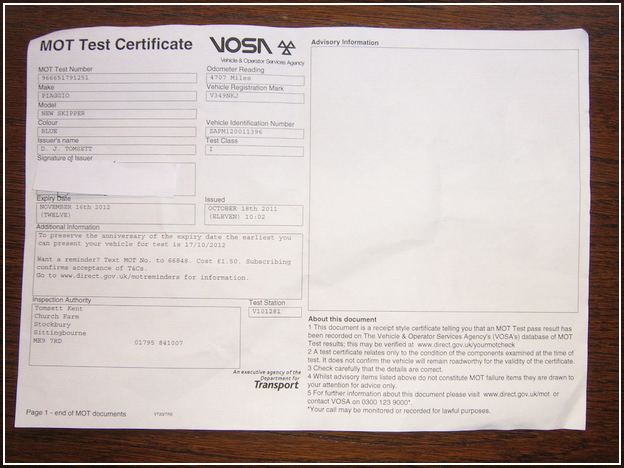 MOT Test Certificate
VOSA
Vehicle & Operator Services Agency
MOT Test Number
966651791251
Odometer Reading
4707 Miles
Make
PIAGGIO
Vehicle Registration Mark
V349NKJ
Model
NEW SKIPPER
Colour
BLUE
Vehicle Identification Number
ZAPM120011396
Issuer's name
D. J. TOMSETT
Test Class
I
Signature of Issuer
Expiry Date
NOVEMBER 16th 2012
(TWELVE)
Issued
OCTOBER 18th 2011
(ELEVEN) 10:02
Additional Information
To preserve the anniversary of the expiry date the earliest you
can present your vehicle for test is 17/10/2012
Want a reminder? Text MOT No. to 66848. Cost £1.50. Subscribing
confirms acceptance of T&Cs.
Go to www.direct.gov.uk/motreminders for information.
Inspection Authority
Tomsett Kent
Church Farm
Stockbury
Sittingbourne
ME9 7RD 01795 841007
Test Station
V101281
An executive agency of the
Department for
Transport
Page 1 - end of MOT documents
Advisory Information
About this document
1 This document is a receipt style certificate telling you that an MOT Test pass result has
been recorded on The Vehicle & Operator Services Agency's (VOSA's) database of MOT
Test results; this may be verified at www.direct.gov.uk/yourmotcheck
2 A test certificate relates only to the condition of the components examined at the time of
test. It does not confirm the vehicle will remain roadworthy for the validity of the certificate.
3 Check carefully that the details are correct.
4 Whilst advisory items listed above do not constitute MOT failure items they are drawn to
your attention for advice only.
5 For further information about this document please visit www.direct.gov.uk/mot or
contact VOSA on 0300 123 9000*.
*Your call may be monitored or recorded for lawful purposes.